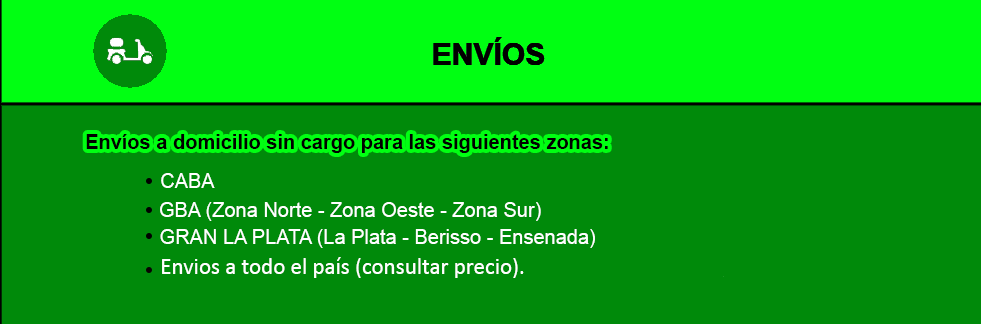 ENVÍOS
Envíos a domicilio sin cargo para las siguientes zonas:
• CABA
• GBA (Zona Norte - Zona Oeste - Zona Sur)
• GRAN LA PLATA (La Plata - Berisso - Ensenada)
• Envios a todo el país (consultar precio).